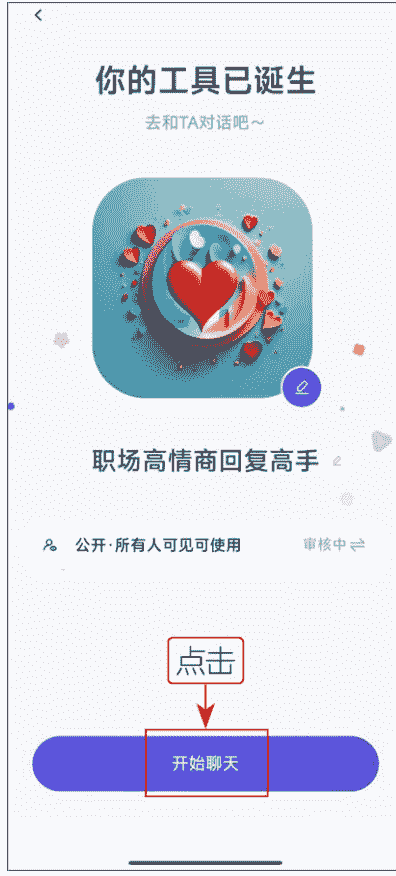 你的工具已诞生
去和TA对话吧～
职场高情商回复高手
公开·所有人可见可使用 审核中
点击
开始聊天